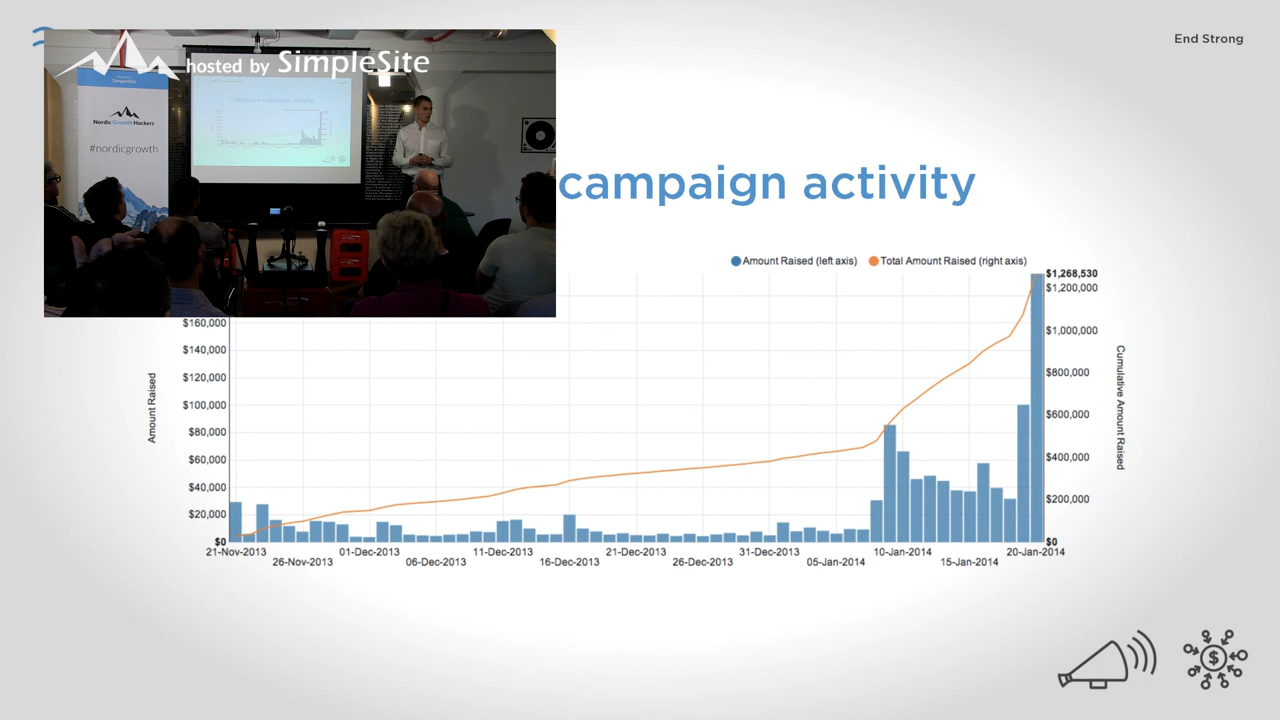 End Strong
hosted by SimpleSite
SimpleSite
campaign activity
Nordic Growth Hackers
#nordicgrowth
campaign activity
Amount Raised (left axis)
Total Amount Raised (right axis)
$1,268,530
$1,200,000
$160,000
$1,000,000
$140,000
$120,000
$800,000
$100,000
$600,000
$80,000
$60,000
$400,000
$40,000
$200,000
$20,000
$0
$0
Amount Raised
Cumulative Amount Raised
21-Nov-2013
01-Dec-2013
11-Dec-2013
21-Dec-2013
31-Dec-2013
10-Jan-2014
20-Jan-2014
26-Nov-2013
06-Dec-2013
16-Dec-2013
26-Dec-2013
05-Jan-2014
15-Jan-2014
$